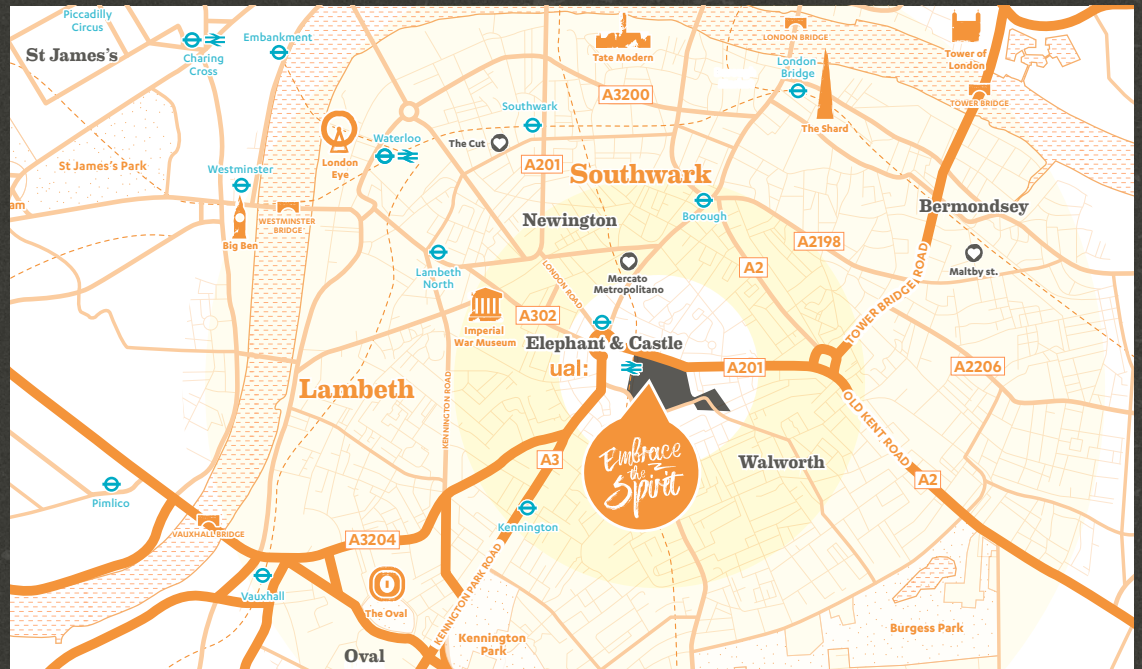 Piccadilly
Circus
St James's
Charing
Cross
Embankment
Tate Modern
LONDON BRIDGE
Tower of
London
London
Bridge
TOWER BRIDGE
A3200
The Shard
Southwark
The Cut
Waterloo
London
Eye
St James's Park
Westminster
am
WESTMINSTER
BRIDGE
Big Ben
A201
Southwark
Newington
Borough
Bermondsey
A2198
A2
Maltby st.
Lambeth
North
LONDON ROAD
Mercato
Metropolitano
TOWER BRIDGE ROAD
A302
Imperial
War Museum
Elephant & Castle
ual:
A201
A2206
Lambeth
KENNINGTON ROAD
OLD KENT ROAD
A3
Embrace
the
Spirit
Walworth
A2
Pimlico
VAUXHALL BRIDGE
A3204
Kennington
Vauxhall
The Oval
KENNINGTON PARK ROAD
Kennington
Park
Burgess Park
Oval